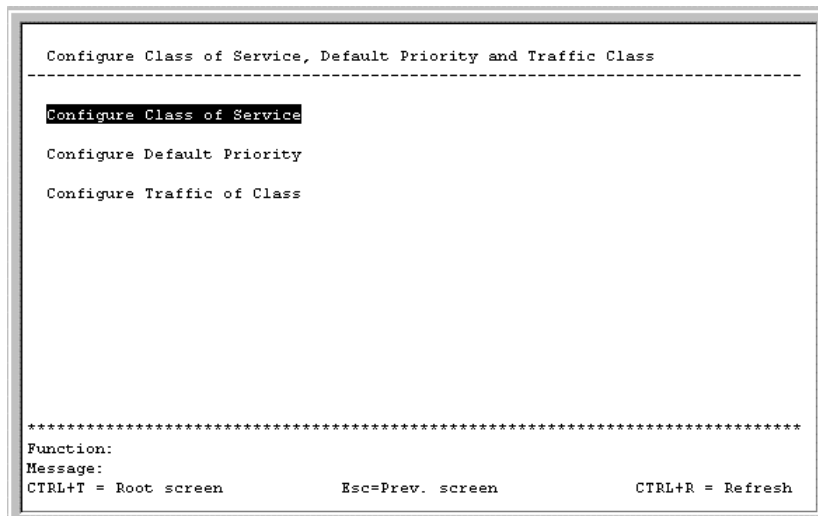 Configure Class of Service, Default Priority and Traffic Class
--------------------------------------------------------------------------------
Configure Class of Service
Configure Default Priority
Configure Traffic of Class
********************************************************************************
Function:
Message:
CTRL+T = Root screen Esc=Prev. screen CTRL+R = Refresh